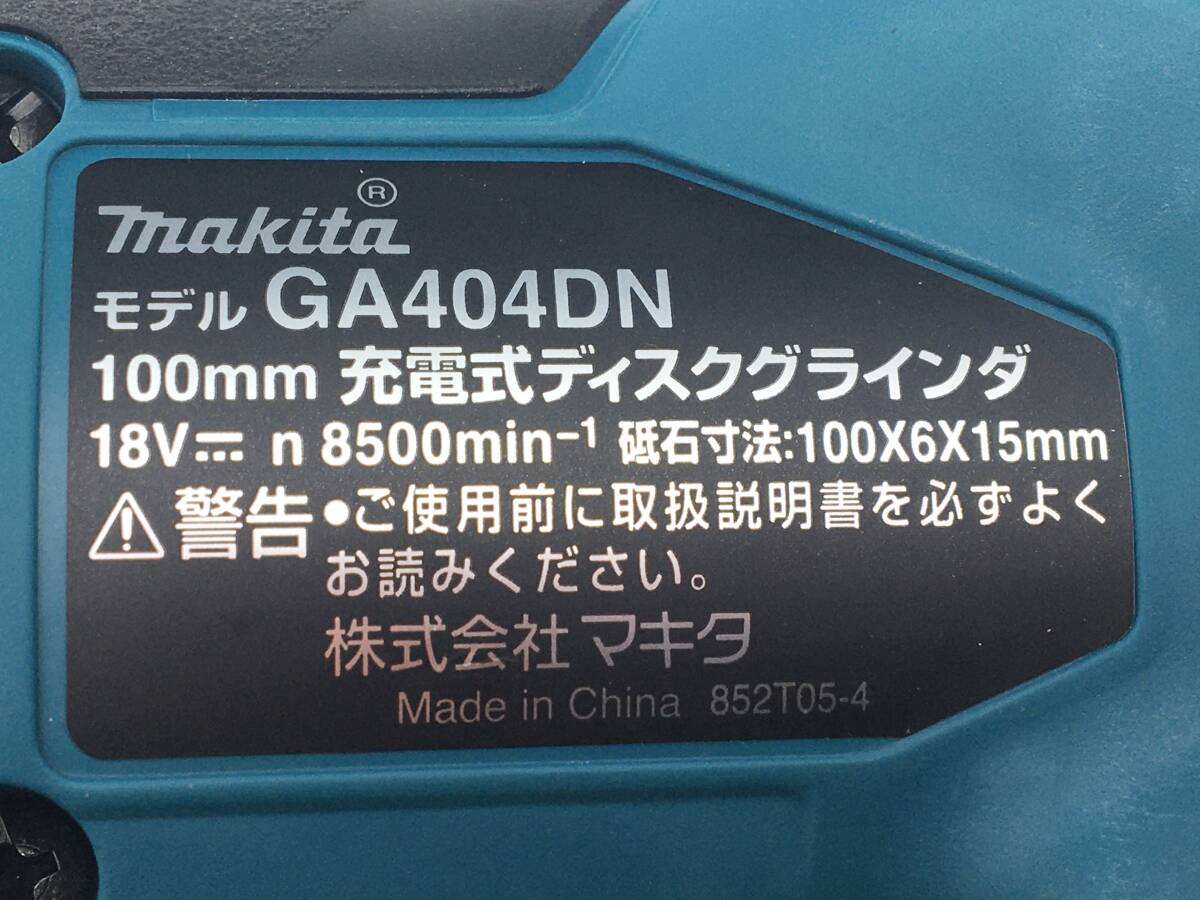 makita®
モデル GA404DN
100mm 充電式ディスクグラインダ
18V⎓ n 8500min⁻¹ 砥石寸法:100X6X15mm
⚠警告 ●ご使用前に取扱説明書を必ずよく
お読みください。
株式会社マキタ
Made in China 852T05-4